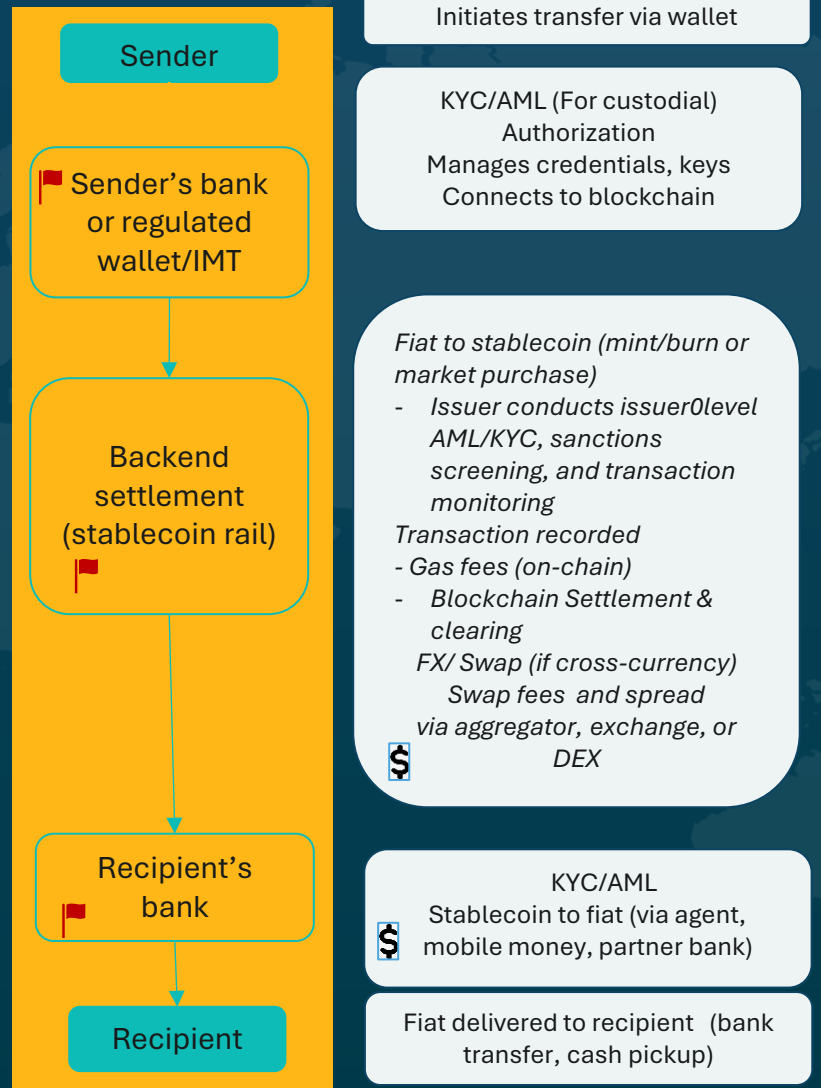 Initiates transfer via wallet
Sender
KYC/AML (For custodial)
Authorization
Manages credentials, keys
Connects to blockchain
Sender's bank
or regulated
wallet/IMT
Fiat to stablecoin (mint/burn or
market purchase)
- Issuer conducts issuer0level
AML/KYC, sanctions
screening, and transaction
monitoring
Transaction recorded
- Gas fees (on-chain)
- Blockchain Settlement &
clearing
FX/ Swap (if cross-currency)
Swap fees and spread
via aggregator, exchange, or
DEX
$
Backend
settlement
(stablecoin rail)
Recipient's
bank
KYC/AML
Stablecoin to fiat (via agent,
$ mobile money, partner bank)
Recipient
Fiat delivered to recipient (bank
transfer, cash pickup)